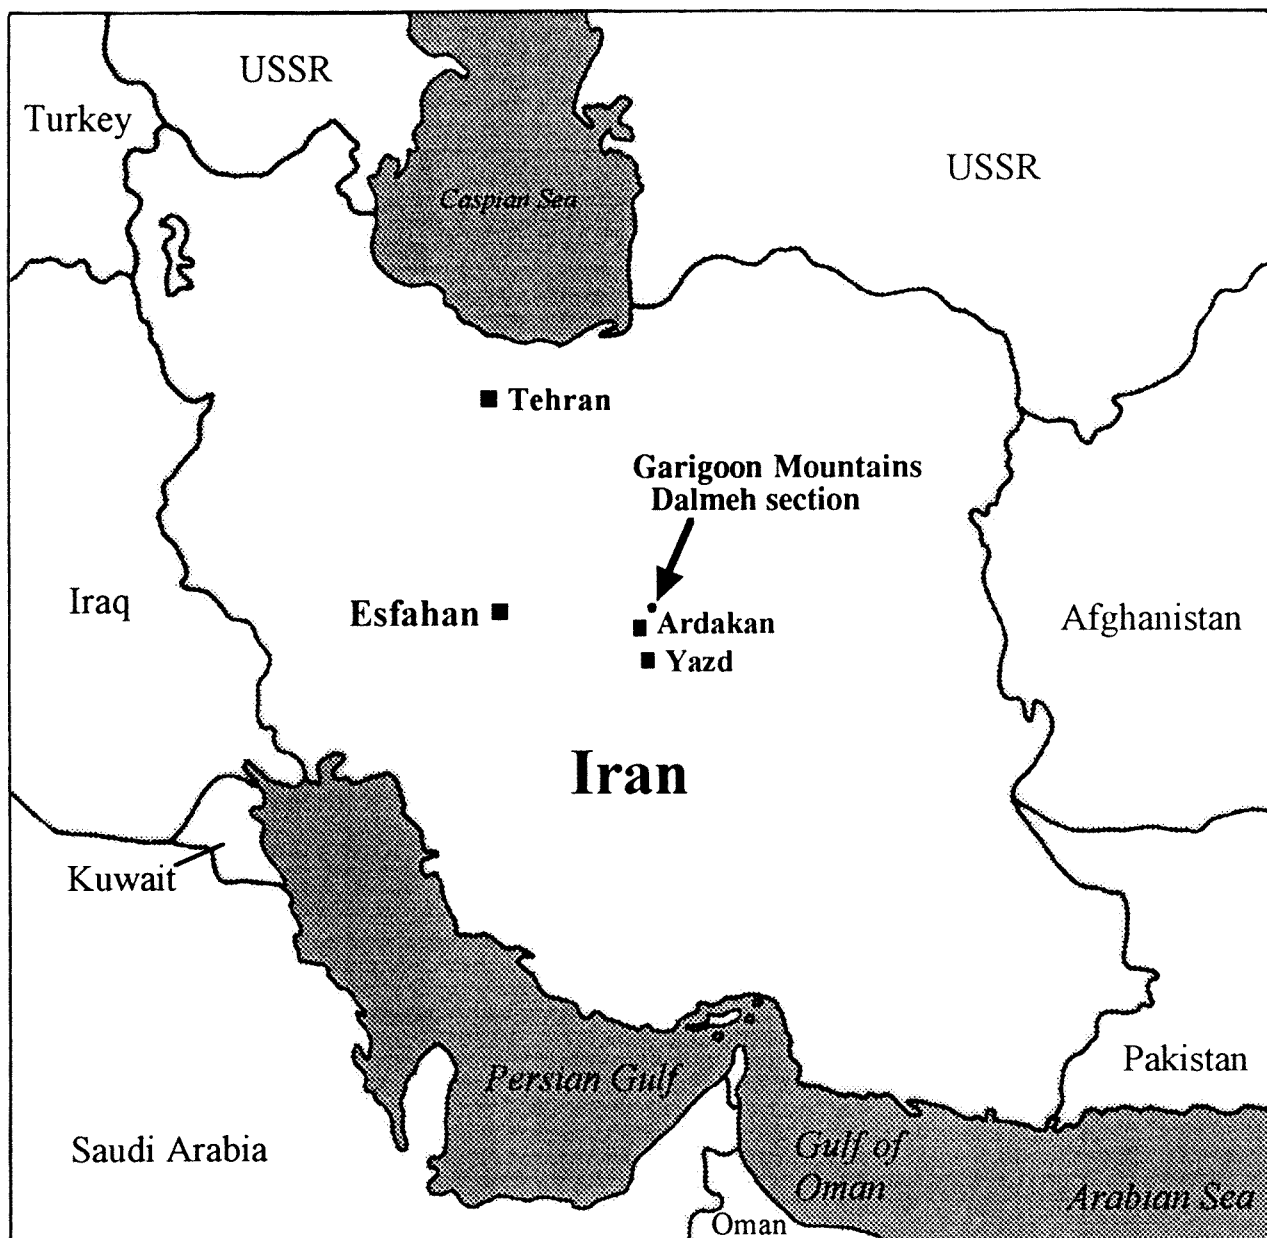 USSR
Turkey
USSR
Caspian Sea
Tehran
Garigoon Mountains
Dalmeh section
Iraq
Esfahan
Ardakan
Afghanistan
Yazd
Iran
Kuwait
Pakistan
Persian Gulf
Saudi Arabia
Gulf of
Oman
Arabian Sea
Oman